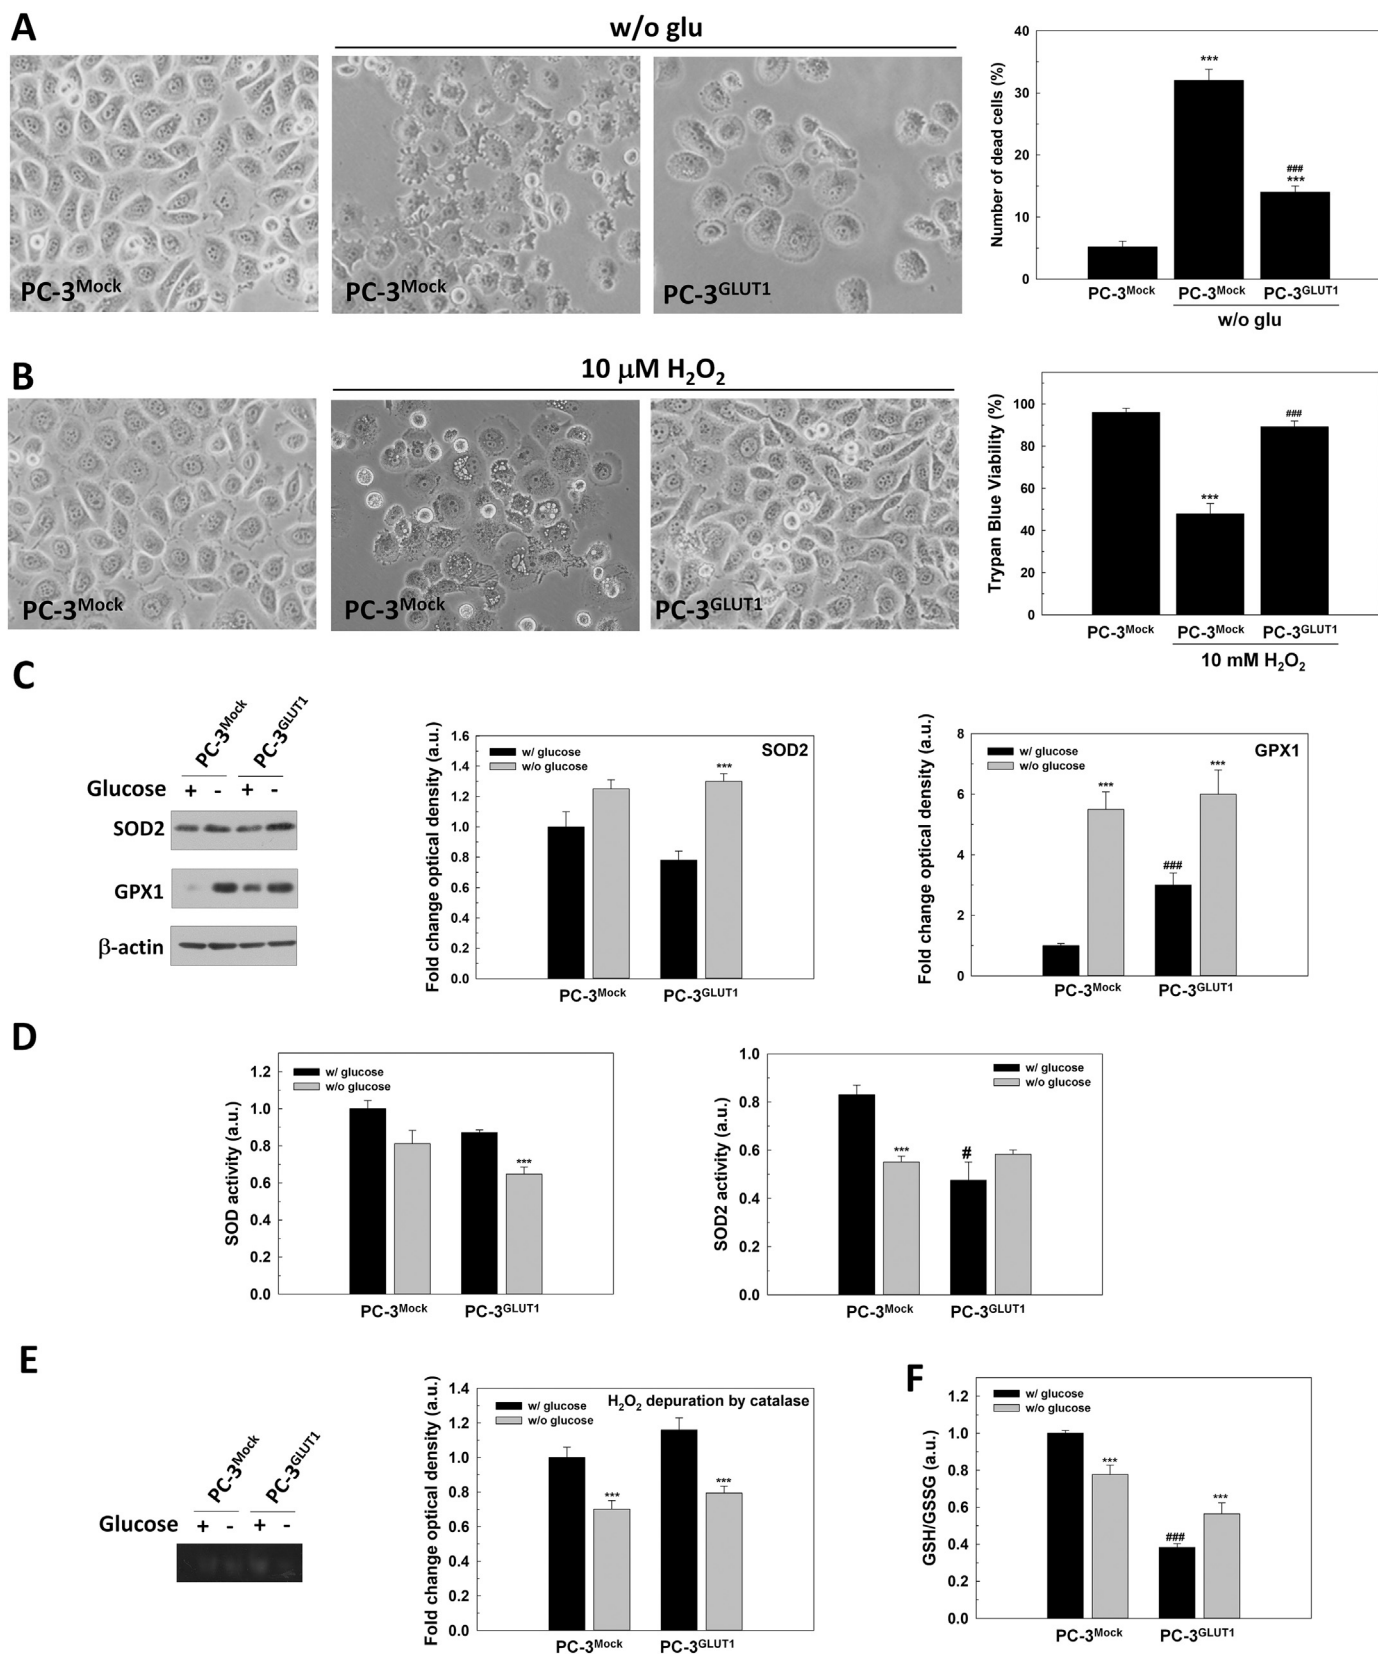 A
w/o glu
PC-3Mock
PC-3Mock
PC-3GLUT1
Number of dead cells (%)
40
30
20
10
0
***
###
***
PC-3Mock PC-3Mock PC-3GLUT1
w/o glu
B
10 μM H2O2
PC-3Mock
PC-3Mock
PC-3GLUT1
Trypan Blue Viability (%)
100
80
60
40
20
0
***
###
PC-3Mock PC-3Mock PC-3GLUT1
10 mM H2O2
C
PC-3Mock
PC-3GLUT1
Glucose + - + -
SOD2
GPX1
β-actin
Fold change optical density (a.u.)
1.6
1.4
1.2
1.0
0.8
0.6
0.4
0.2
0.0
w/ glucose
w/o glucose
SOD2
***
PC-3Mock PC-3GLUT1
Fold change optical density (a.u.)
8
6
4
2
0
w/ glucose
w/o glucose
GPX1
***
###
***
PC-3Mock PC-3GLUT1
D
SOD activity (a.u.)
1.2
1.0
0.8
0.6
0.4
0.2
0.0
w/ glucose
w/o glucose
***
PC-3Mock PC-3GLUT1
SOD2 activity (a.u.)
1.0
0.8
0.6
0.4
0.2
0.0
w/ glucose
w/o glucose
***
#
PC-3Mock PC-3GLUT1
E
PC-3Mock
PC-3GLUT1
Glucose + - + -
Fold change optical density (a.u.)
1.4
1.2
1.0
0.8
0.6
0.4
0.2
0.0
H2O2 depuration by catalase
w/ glucose
w/o glucose
***
***
PC-3Mock PC-3GLUT1
F
GSH/GSSG (a.u.)
1.2
1.0
0.8
0.6
0.4
0.2
0.0
w/ glucose
w/o glucose
***
###
***
PC-3Mock PC-3GLUT1